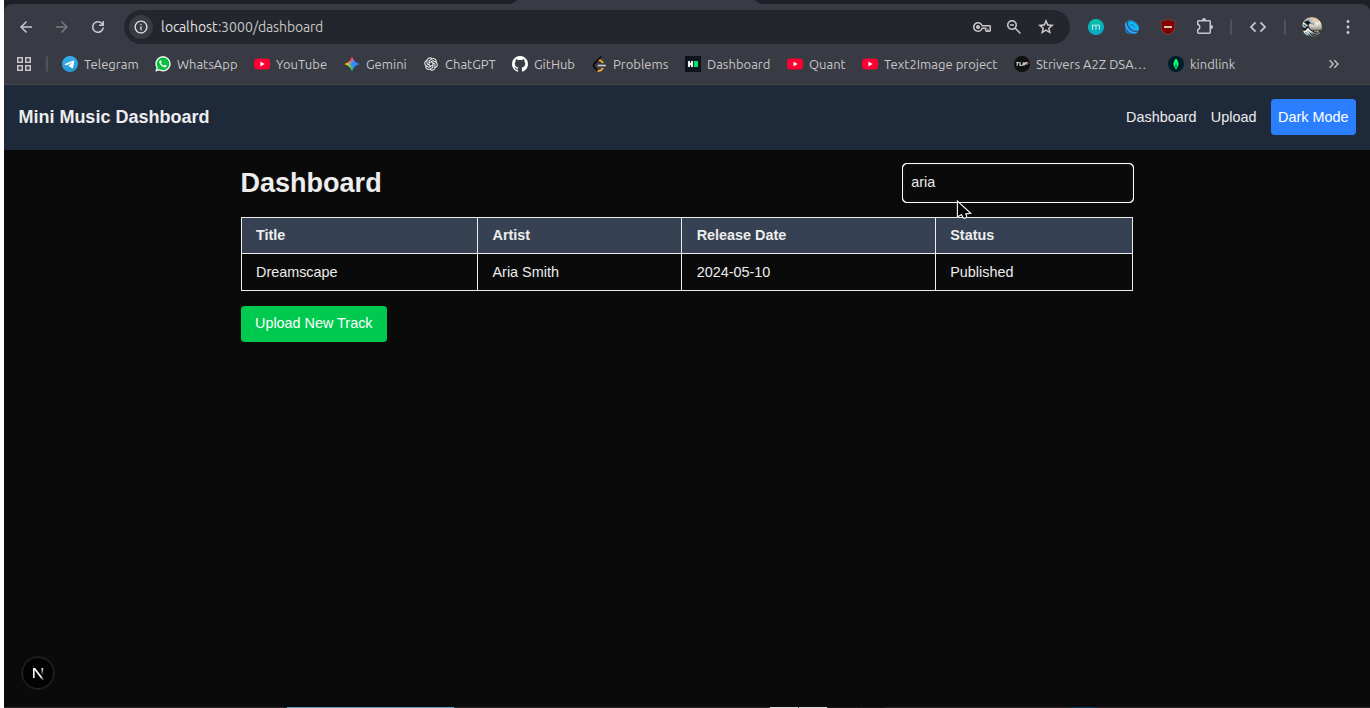 localhost:3000/dashboard
Telegram WhatsApp YouTube Gemini ChatGPT GitHub Problems Dashboard Quant Text2Image project Strivers A2Z DSA... kindlink
Mini Music Dashboard Dashboard Upload Dark Mode
Dashboard aria
Title Artist Release Date Status
Dreamscape Aria Smith 2024-05-10 Published
Upload New Track
N